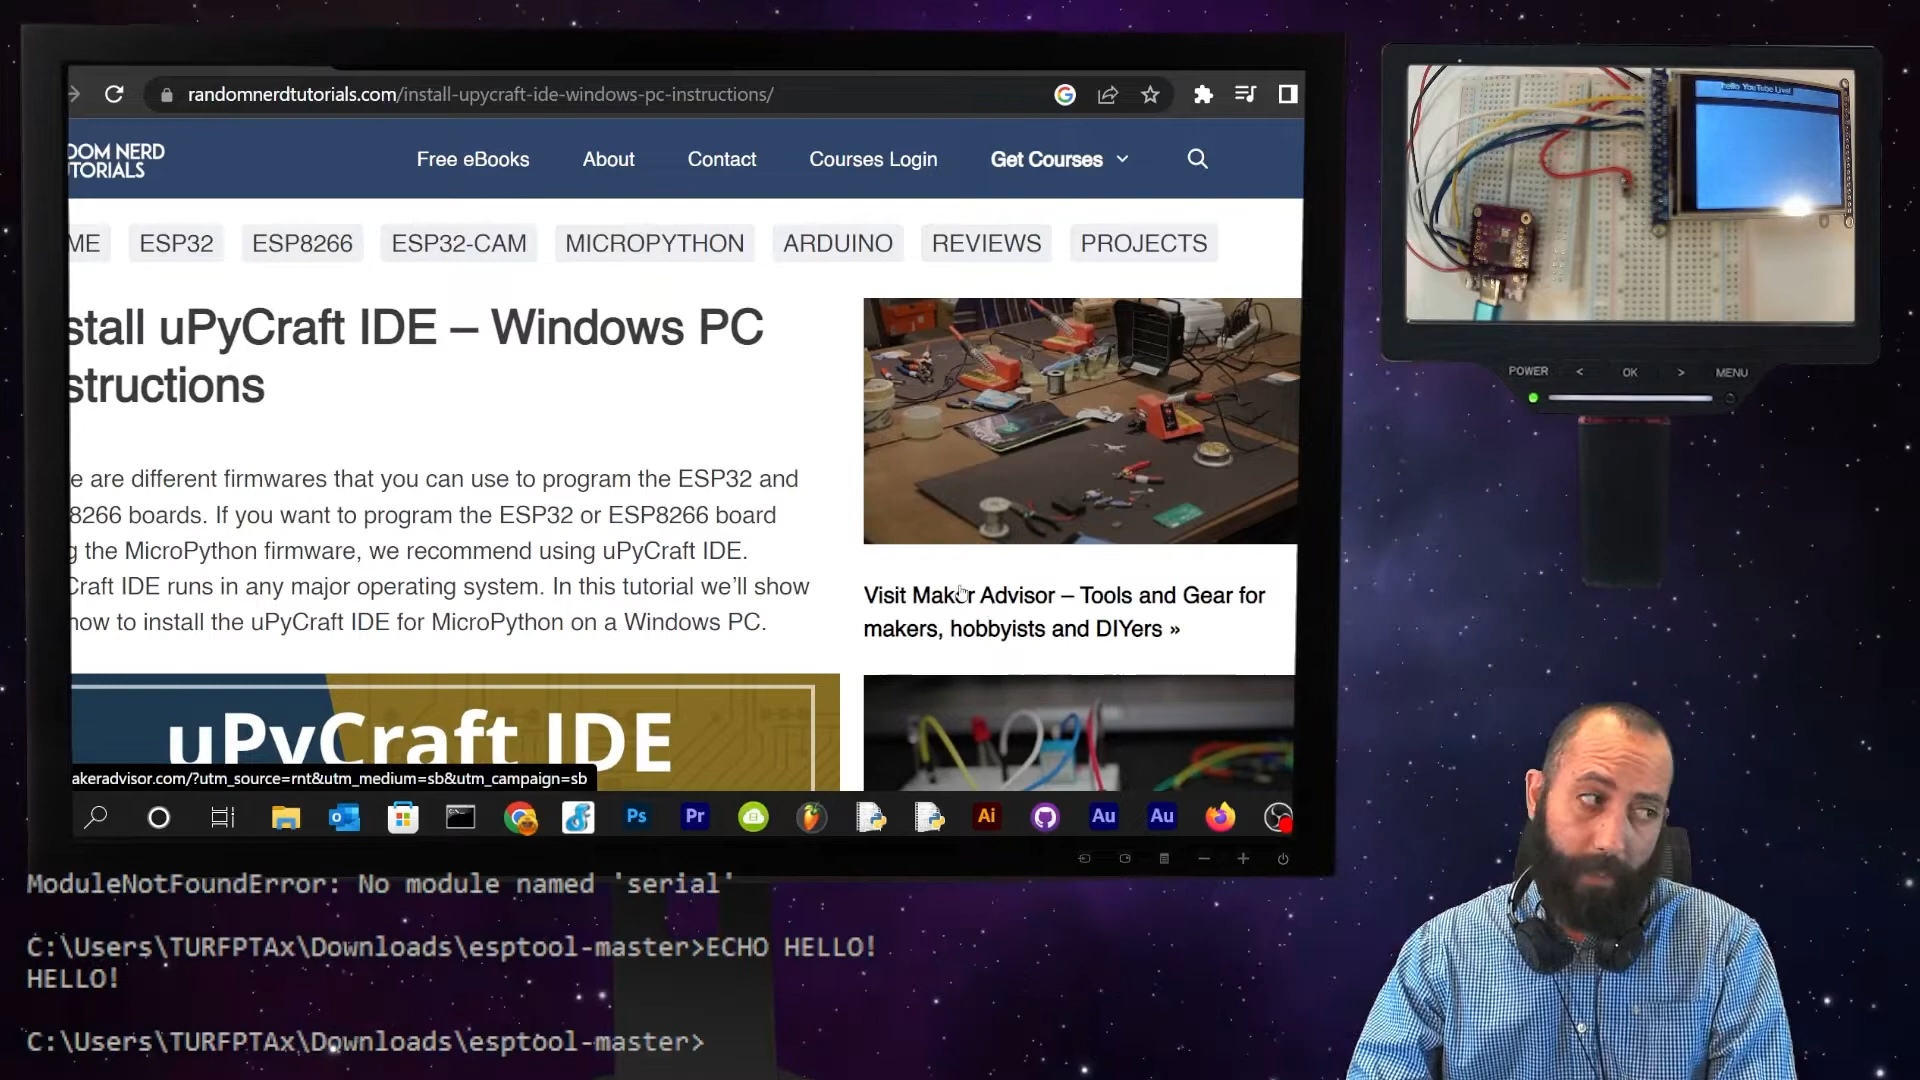 randomnerdtutorials.com/install-upycraft-ide-windows-pc-instructions/
DOM NERD
TORIALS
Free eBooks
About
Contact
Courses Login
Get Courses
ME
ESP32
ESP8266
ESP32-CAM
MICROPYTHON
ARDUINO
REVIEWS
PROJECTS
stall uPyCraft IDE – Windows PC
structions
e are different firmwares that you can use to program the ESP32 and
8266 boards. If you want to program the ESP32 or ESP8266 board
g the MicroPython firmware, we recommend using uPyCraft IDE.
Craft IDE runs in any major operating system. In this tutorial we’ll show
how to install the uPyCraft IDE for MicroPython on a Windows PC.
Visit Maker Advisor – Tools and Gear for
makers, hobbyists and DIYers »
uPyCraft IDE
akeradvisor.com/?utm_source=rnt&utm_medium=sb&utm_campaign=sb
Ps
Pr
Ai
Au
Au
hello YouTube Live!
POWER
<
OK
>
MENU
ModuleNotFoundError: No module named 'serial'
C:\Users\TURFPTAx\Downloads\esptool-master>ECHO HELLO!
HELLO!
C:\Users\TURFPTAx\Downloads\esptool-master>